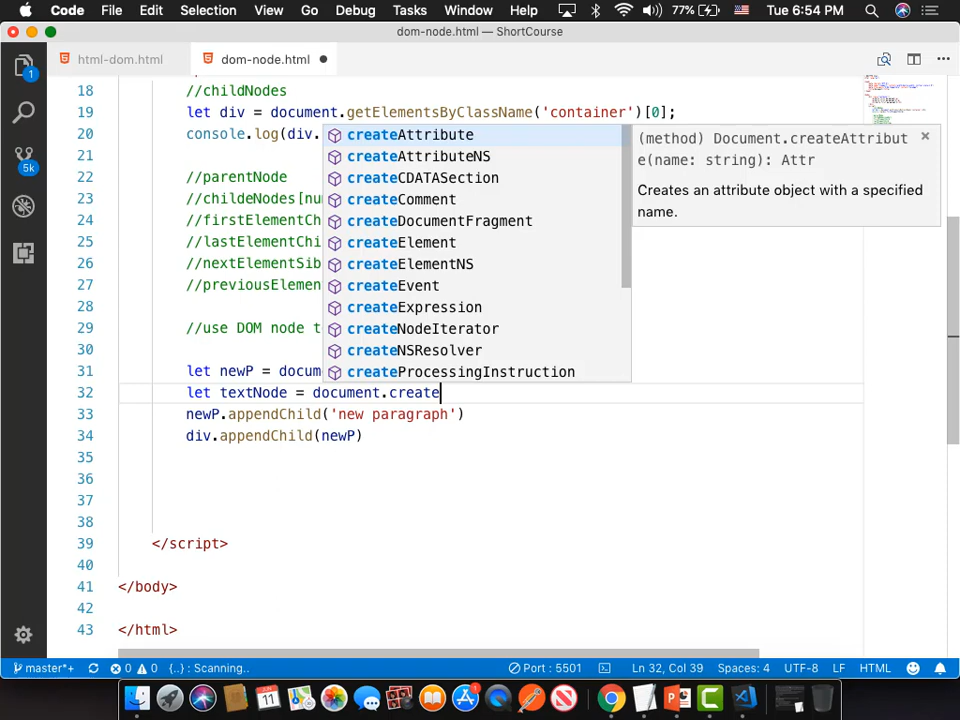 Code File Edit Selection View Go Debug Tasks Window Help 77% Tue 6:54 PM
dom-node.html — ShortCourse
html-dom.html dom-node.html
1
5k
18 //childNodes
19 let div = document.getElementsByClassName('container')[0];
20 console.log(div.
21
22 //parentNode
23 //childeNodes[nu
24 //firstElementCh
25 //lastElementChi
26 //nextElementSib
27 //previousElemen
28
29 //use DOM node t
30
31 let newP = docum
32 let textNode = document.create
33 newP.appendChild('new paragraph')
34 div.appendChild(newP)
35
36
37
38
39 </script>
40
41 </body>
42
43 </html>
createAttribute
createAttributeNS
createCDATASection
createComment
createDocumentFragment
createElement
createElementNS
createEvent
createExpression
createNodeIterator
createNSResolver
createProcessingInstruction
(method) Document.createAttribut
e(name: string): Attr
Creates an attribute object with a specified
name.
master*+ 0 0 {..} : Scanning.. Port : 5501 Ln 32, Col 39 Spaces: 4 UTF-8 LF HTML